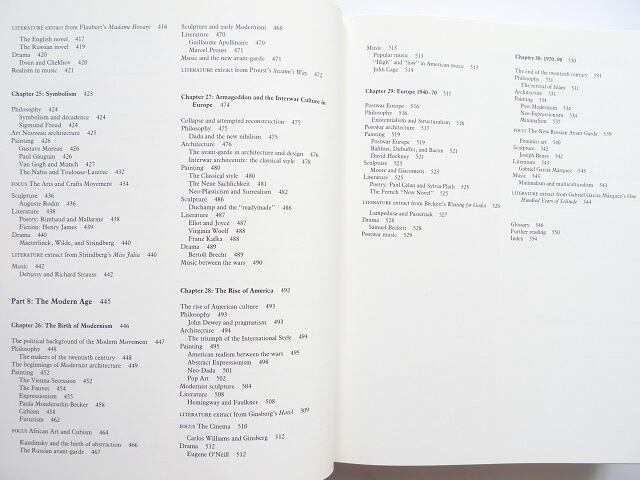 LITERATURE extract from Flaubert's Madame Bovary 416
The English novel 417
The Russian novel 419
Drama 420
Ibsen and Chekhov 420
Realism in music 421
Chapter 25: Symbolism 423
Philosophy 424
Symbolism and decadence 424
Sigmund Freud 424
Art Nouveau architecture 425
Painting 426
Gustave Moreau 426
Paul Gauguin 426
Van Gogh and Munch 427
The Nabis and Toulouse-Lautrec 432
FOCUS The Arts and Crafts Movement 434
Sculpture 436
Auguste Rodin 436
Literature 438
Poetry: Rimbaud and Mallarmé 438
Fiction: Henry James 439
Drama 440
Maeterlinck, Wilde, and Strindberg 440
LITERATURE extract from Strindberg's Miss Julia 440
Music 442
Debussy and Richard Strauss 442
Part 8: The Modern Age 445
Chapter 26: The Birth of Modernism 446
The political background of the Modern Movement 447
Philosophy 448
The makers of the twentieth century 448
The beginnings of Modernist architecture 449
Painting 452
The Vienna Secession 452
The Fauves 454
Expressionism 455
Paula Mondersohn-Becker 458
Cubism 458
Futurism 462
FOCUS African Art and Cubism 464
Kandinsky and the birth of abstraction 466
The Russian avant-garde 467
Sculpture and early Modernism 468
Literature 470
Guillaume Apollinaire 470
Marcel Proust 471
Music and the new avant-garde 471
LITERATURE extract from Proust's Swann's Way 472
Chapter 27: Armageddon and the Interwar Culture in
Europe 474
Collapse and attempted reconstruction 475
Philosophy 475
Dada and the new nihilism 475
Architecture 476
The avant-garde in architecture and design 476
Interwar architecture: the classical style 478
Painting 480
The Classical style 480
The Neue Sachlichkeit 481
Neo-Plasticism and Surrealism 482
Sculpture 486
Duchamp and the "readymade" 486
Literature 487
Eliot and Joyce 487
Virginia Woolf 488
Franz Kafka 488
Drama 489
Bertolt Brecht 489
Music between the wars 490
Chapter 28: The Rise of America 492
The rise of American culture 493
Philosophy 493
John Dewey and pragmatism 493
Architecture 494
The triumph of the International Style 494
Painting 495
American realism between the wars 495
Abstract Expressionism 498
Neo-Dada 501
Pop Art 502
Modernist sculpture 504
Literature 508
Hemingway and Faulkner 508
LITERATURE extract from Ginsberg's Howl 509
FOCUS The Cinema 510
Carlos Williams and Ginsberg 512
Drama 512
Eugene O'Neill 512
Music 513
Popular music 513
"High" and "low" in American music 513
John Cage 514
Chapter 29: Europe 1940–70 515
Postwar Europe 516
Philosophy 516
Existentialism and Structuralism 516
Postwar architecture 517
Painting 519
Postwar Europe 519
Balthus, Dubuffet, and Bacon 521
David Hockney 521
Sculpture 523
Moore and Giacometti 523
Literature 525
Poetry: Paul Celan and Sylvia Plath 525
The French "New Novel" 525
LITERATURE extract from Beckett's Waiting for Godot 526
Lampedusa and Pasternak 527
Drama 528
Samuel Beckett 528
Postwar music 529
Chapter 30: 1970–90 530
The end of the twentieth century 531
Philosophy 531
The revival of Islam 531
Architecture 531
Painting 534
Post-Modernism 534
Neo-Expressionism 534
Minimalism 537
FOCUS The New Russian Avant-Garde 539
Feminist art 540
Sculpture 542
Joseph Beuys 542
Literature 543
Gabriel García Márquez 543
Music 543
Minimalism and multiculturalism 543
LITERATURE extract from Gabriel García Márquez's One
Hundred Years of Solitude 544
Glossary 546
Further reading 550
Index 554